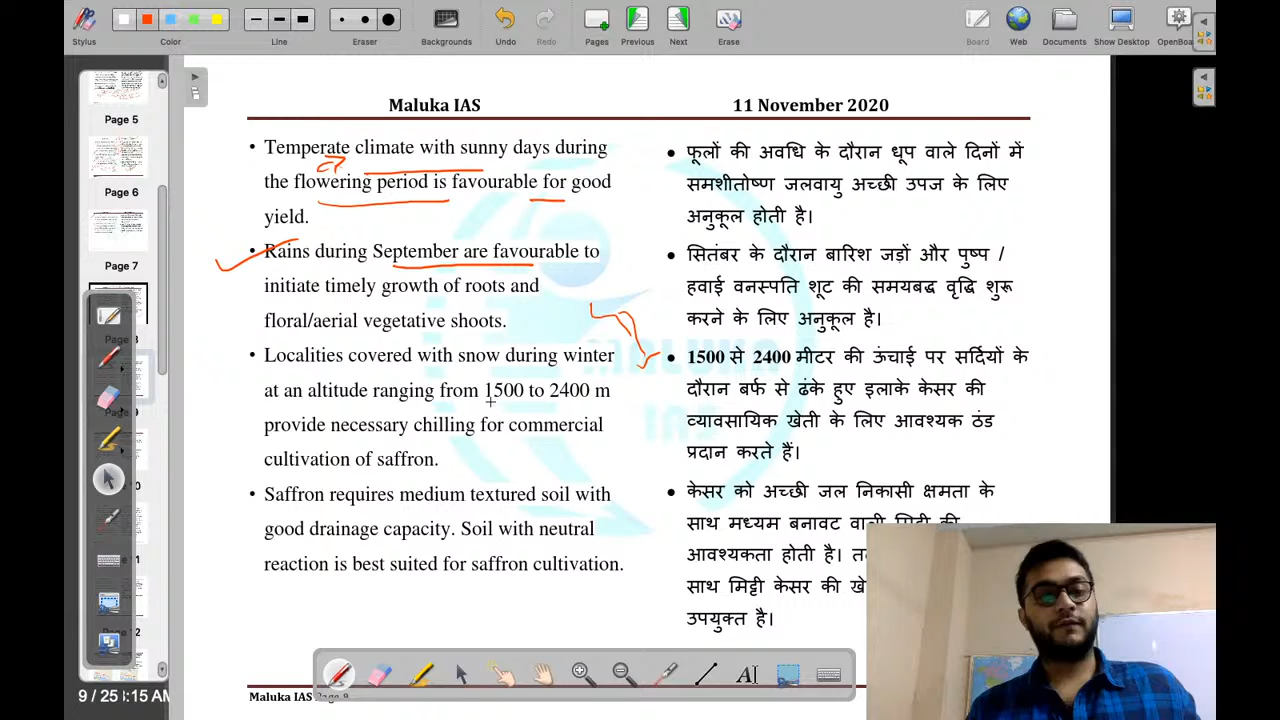 Stylus
Color
Line
Eraser
Backgrounds
Undo
Redo
Pages
Previous
Next
Erase
Board
Web
Documents
Show Desktop
OpenBoa
Page 5
Page 6
Page 7
9 / 25
:15 AM
Maluka IAS
11 November 2020
• Temperate climate with sunny days during
the flowering period is favourable for good
yield.
• Rains during September are favourable to
initiate timely growth of roots and
floral/aerial vegetative shoots.
• Localities covered with snow during winter
at an altitude ranging from 1500 to 2400 m
provide necessary chilling for commercial
cultivation of saffron.
• Saffron requires medium textured soil with
good drainage capacity. Soil with neutral
reaction is best suited for saffron cultivation.
• फूलों की अवधि के दौरान धूप वाले दिनों में
समशीतोष्ण जलवायु अच्छी उपज के लिए
अनुकूल होती है।
• सितंबर के दौरान बारिश जड़ों और पुष्प /
हवाई वनस्पति शूट की समयबद्ध वृद्धि शुरू
करने के लिए अनुकूल है।
• 1500 से 2400 मीटर की ऊंचाई पर सर्दियों के
दौरान बर्फ से ढंके हुए इलाके केसर की
व्यावसायिक खेती के लिए आवश्यक ठंड
प्रदान करते हैं।
• केसर को अच्छी जल निकासी क्षमता के
साथ मध्यम बनावट वाली मिट्टी की
आवश्यकता होती है।
साथ मिट्टी केसर की
उपयुक्त है।
MALUKA
IAS
Maluka IAS Page 9